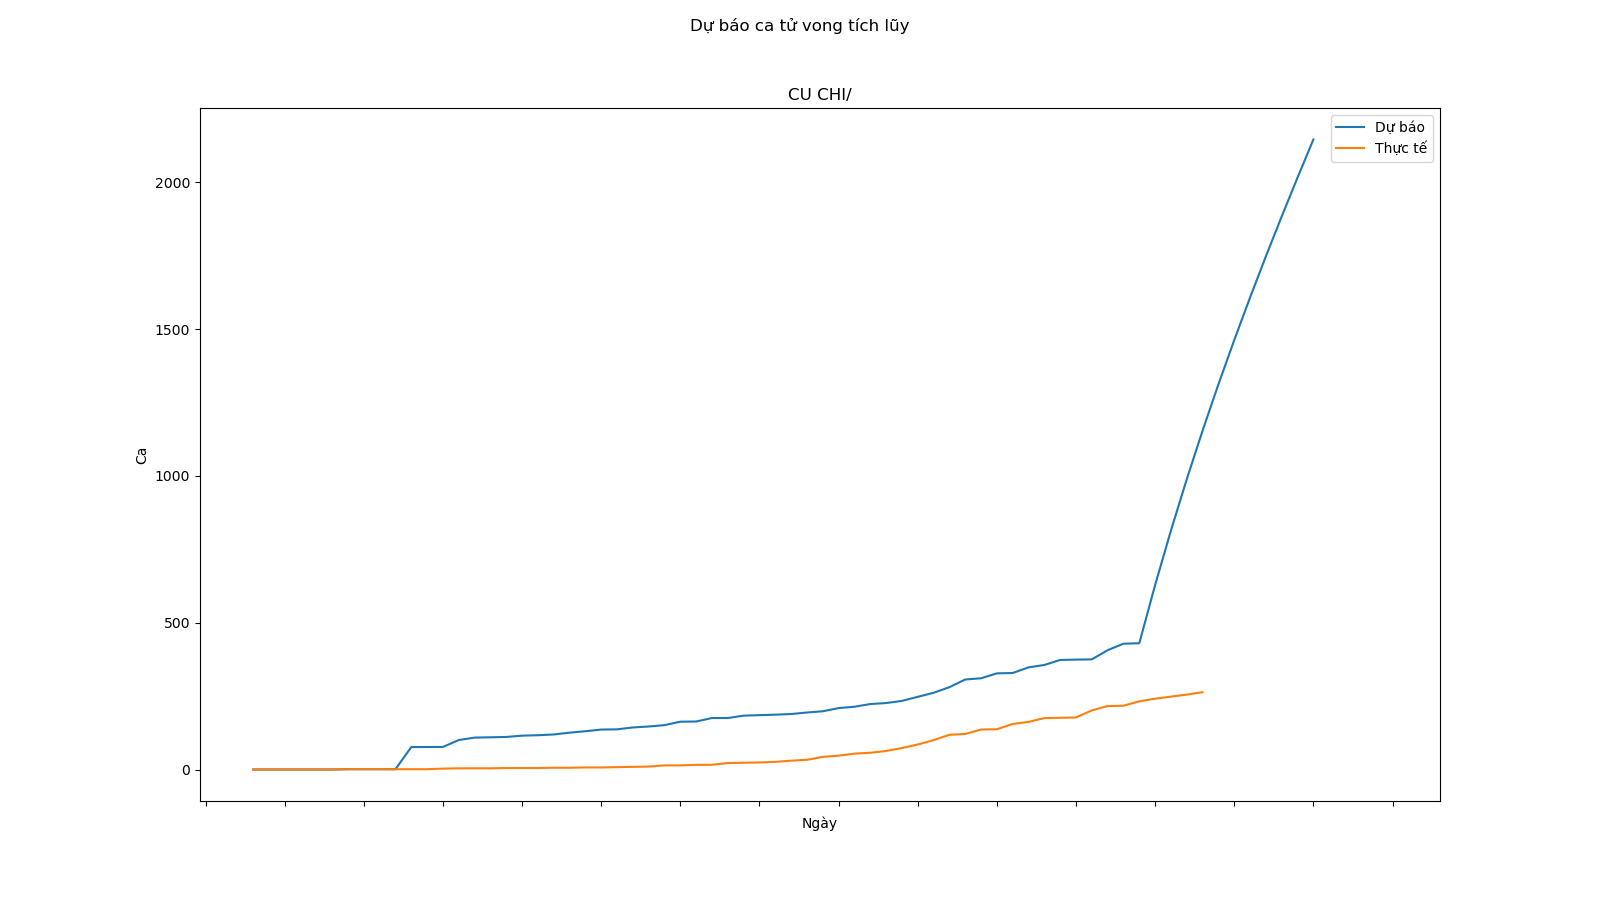 Dự báo ca tử vong tích lũy
CU CHI/
Dự báo
Thực tế
2000
1500
1000
500
0
Ca
Ngày